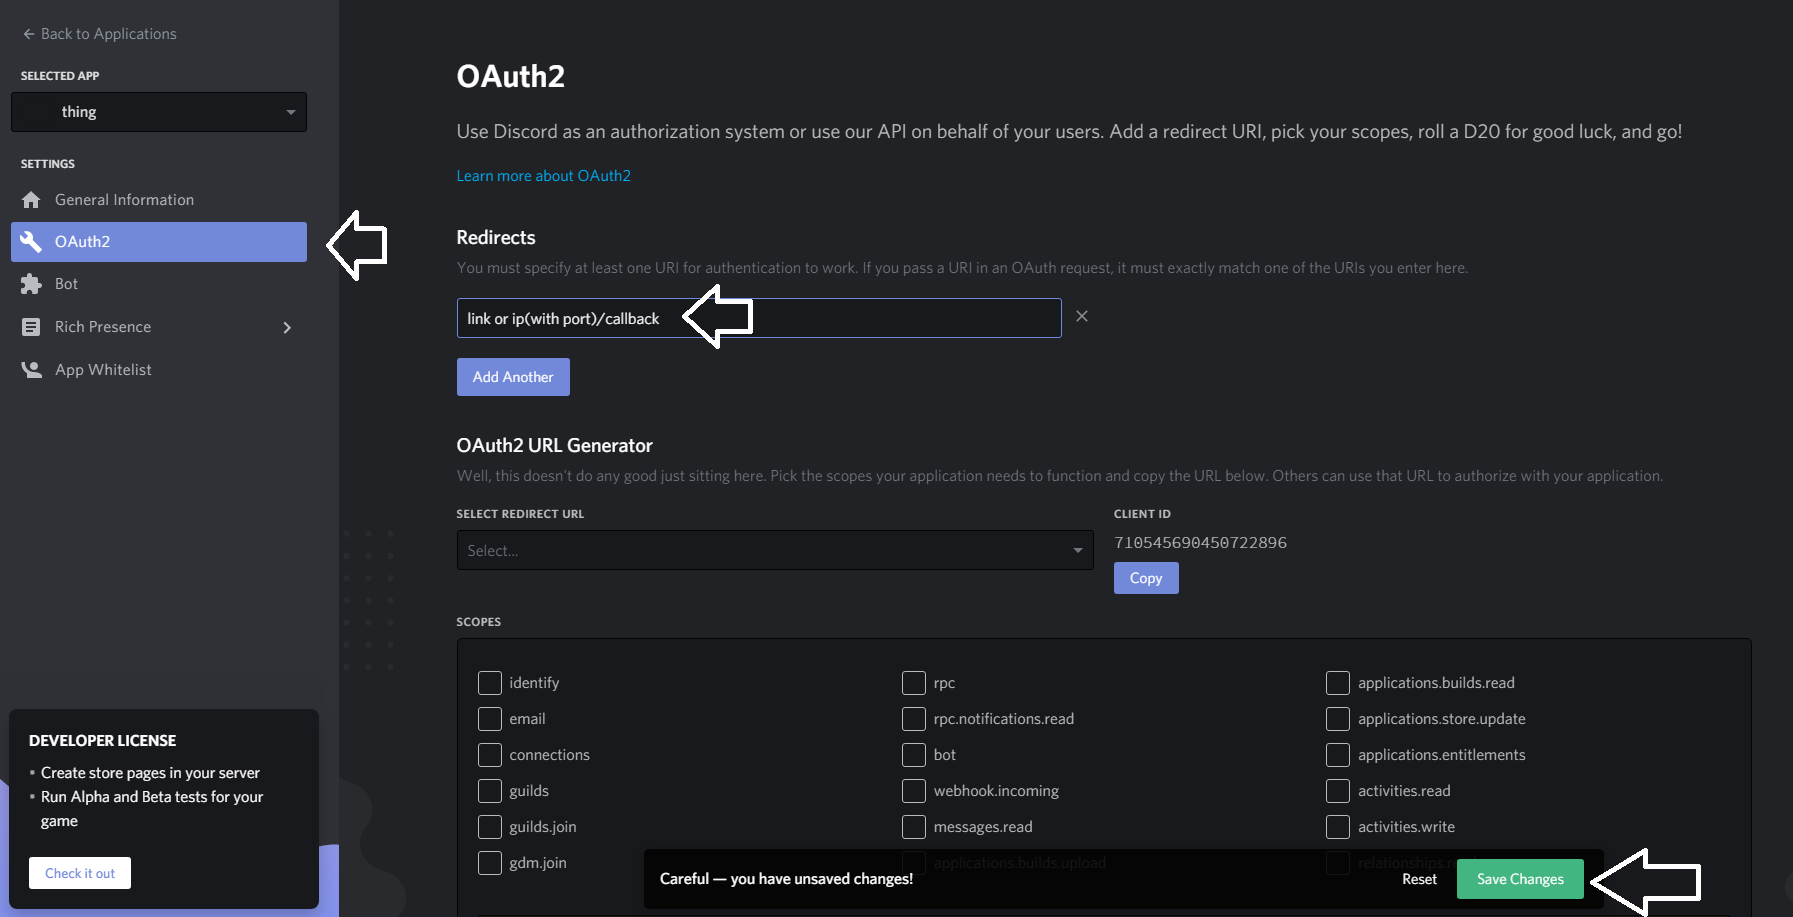 ← Back to Applications
SELECTED APP
thing
SETTINGS
General Information
OAuth2
Bot
Rich Presence
App Whitelist
DEVELOPER LICENSE
• Create store pages in your server
• Run Alpha and Beta tests for your
game
Check it out
OAuth2
Use Discord as an authorization system or use our API on behalf of your users. Add a redirect URI, pick your scopes, roll a D20 for good luck, and go!
Learn more about OAuth2
Redirects
You must specify at least one URI for authentication to work. If you pass a URI in an OAuth request, it must exactly match one of the URIs you enter here.
link or ip(with port)/callback
Add Another
OAuth2 URL Generator
Well, this doesn't do any good just sitting here. Pick the scopes your application needs to function and copy the URL below. Others can use that URL to authorize with your application.
SELECT REDIRECT URL
Select...
CLIENT ID
710545690450722896
Copy
SCOPES
identify
email
connections
guilds
guilds.join
gdm.join
rpc
rpc.notifications.read
bot
webhook.incoming
messages.read
applications.builds.upload
applications.builds.read
applications.store.update
applications.entitlements
activities.read
activities.write
Careful — you have unsaved changes!
Reset
Save Changes